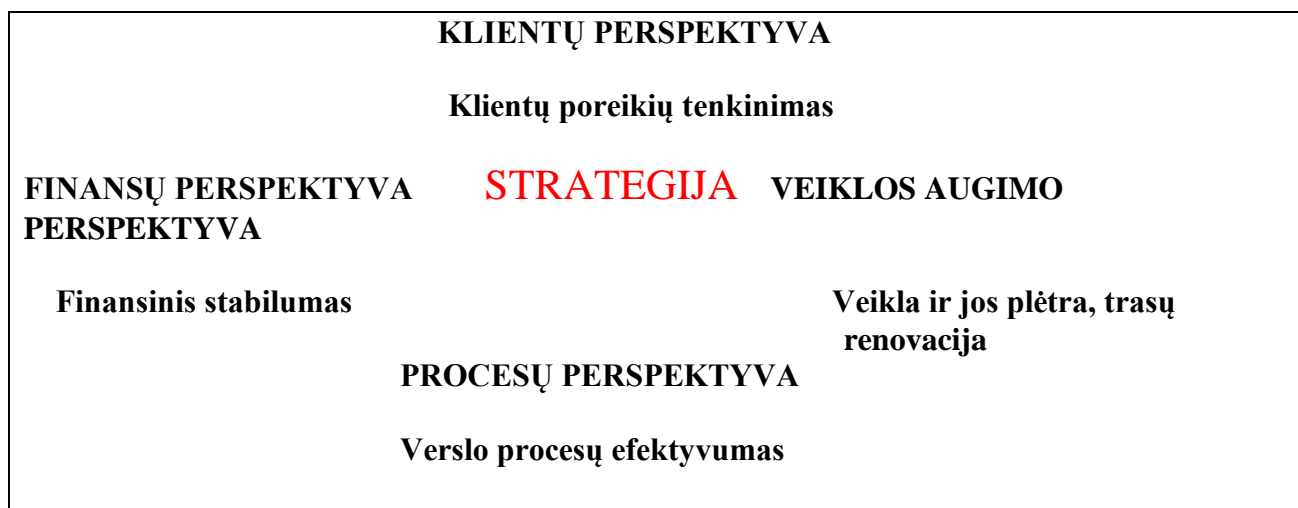 KLIENTŲ PERSPEKTYVA
Klientų poreikių tenkinimas
FINANSŲ PERSPEKTYVA STRATEGIJA VEIKLOS AUGIMO
PERSPEKTYVA
Finansinis stabilumas Veikla ir jos plėtra, trasų
renovacija
PROCESŲ PERSPEKTYVA
Verslo procesų efektyvumas